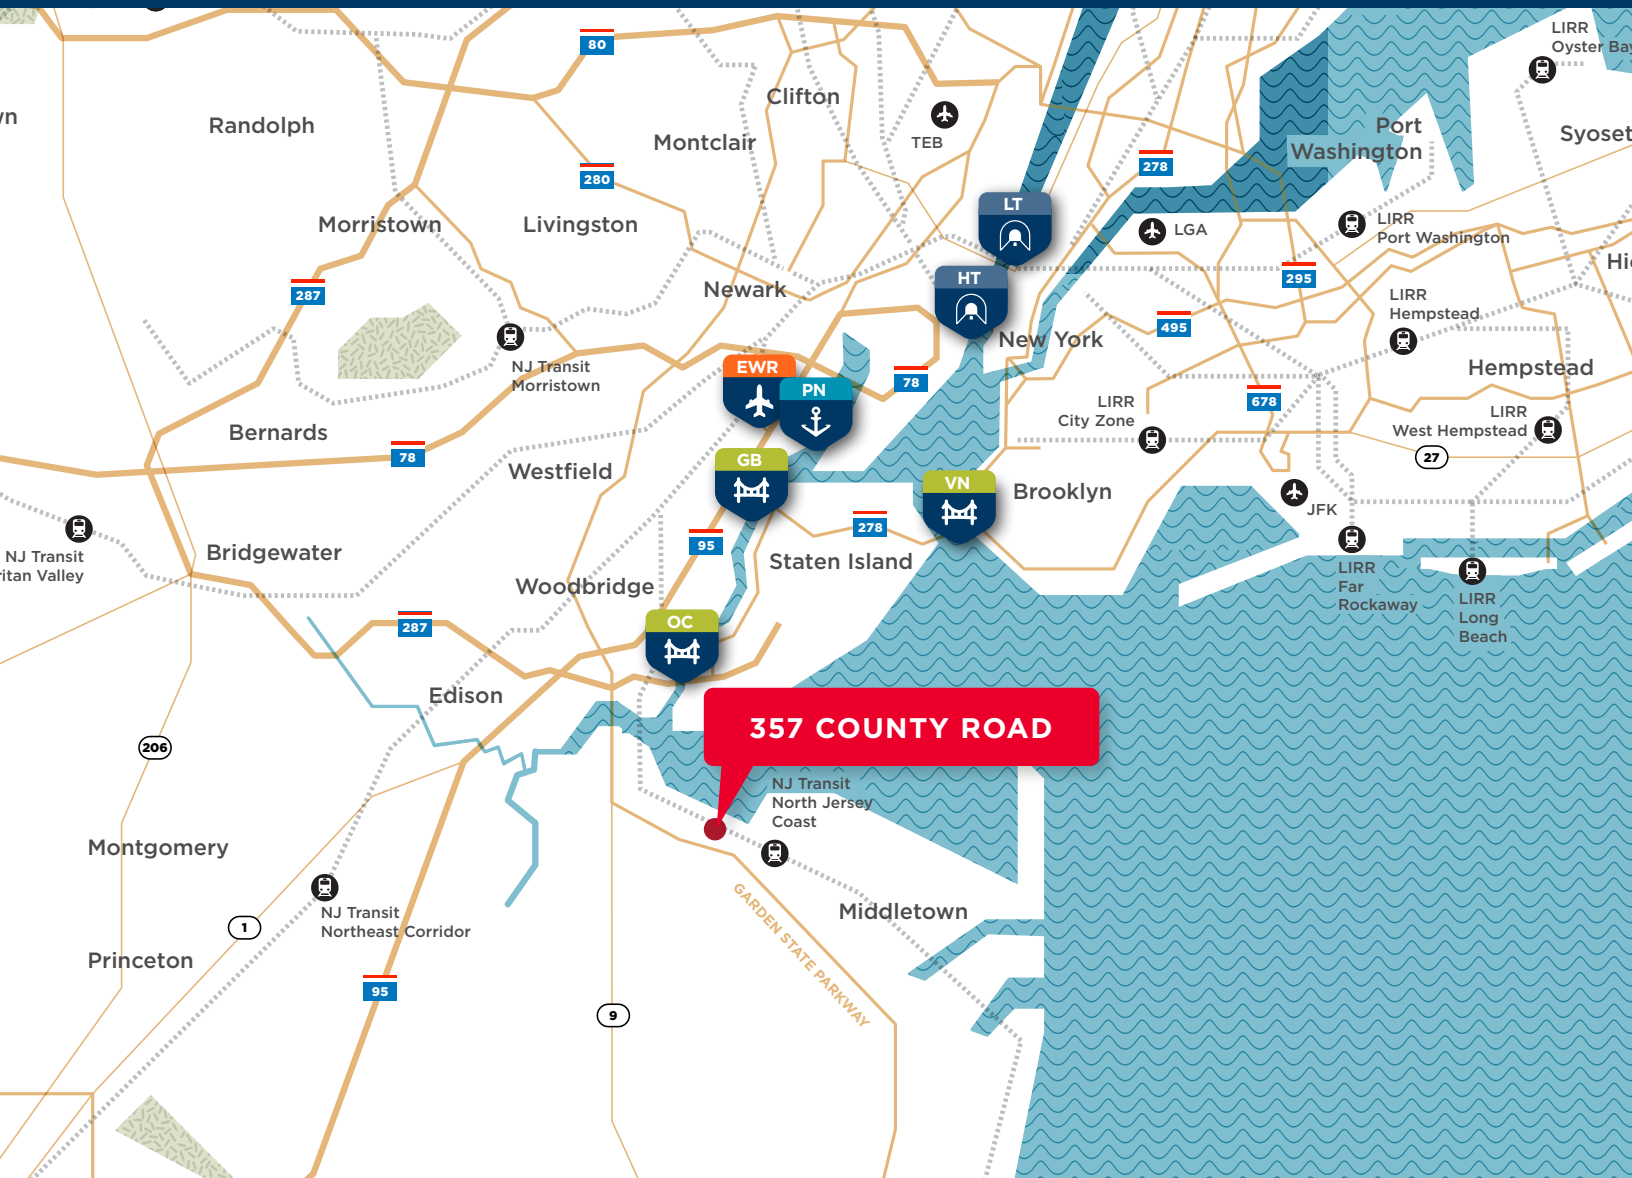 LIRR
Oyster Bay
80
Clifton
Randolph
Montclair
TEB
Port
Washington
278
280
LT
Morristown
Livingston
LGA
LIRR
Port Washington
HT
295
287
Newark
LIRR
Hempstead
495
New York
NJ Transit
Morristown
EWR
PN
78
Hempstead
678
LIRR
City Zone
LIRR
West Hempstead
Bernards
78
27
Westfield
GB
VN
Brooklyn
JFK
278
95
NJ Transit
Bridgewater
Staten Island
Woodbridge
LIRR
Far
Rockaway
LIRR
Long
Beach
287
OC
Edison
357 COUNTY ROAD
206
NJ Transit
North Jersey
Coast
Montgomery
GARDEN STATE PARKWAY
NJ Transit
Northeast Corridor
1
Middletown
Princeton
95
9